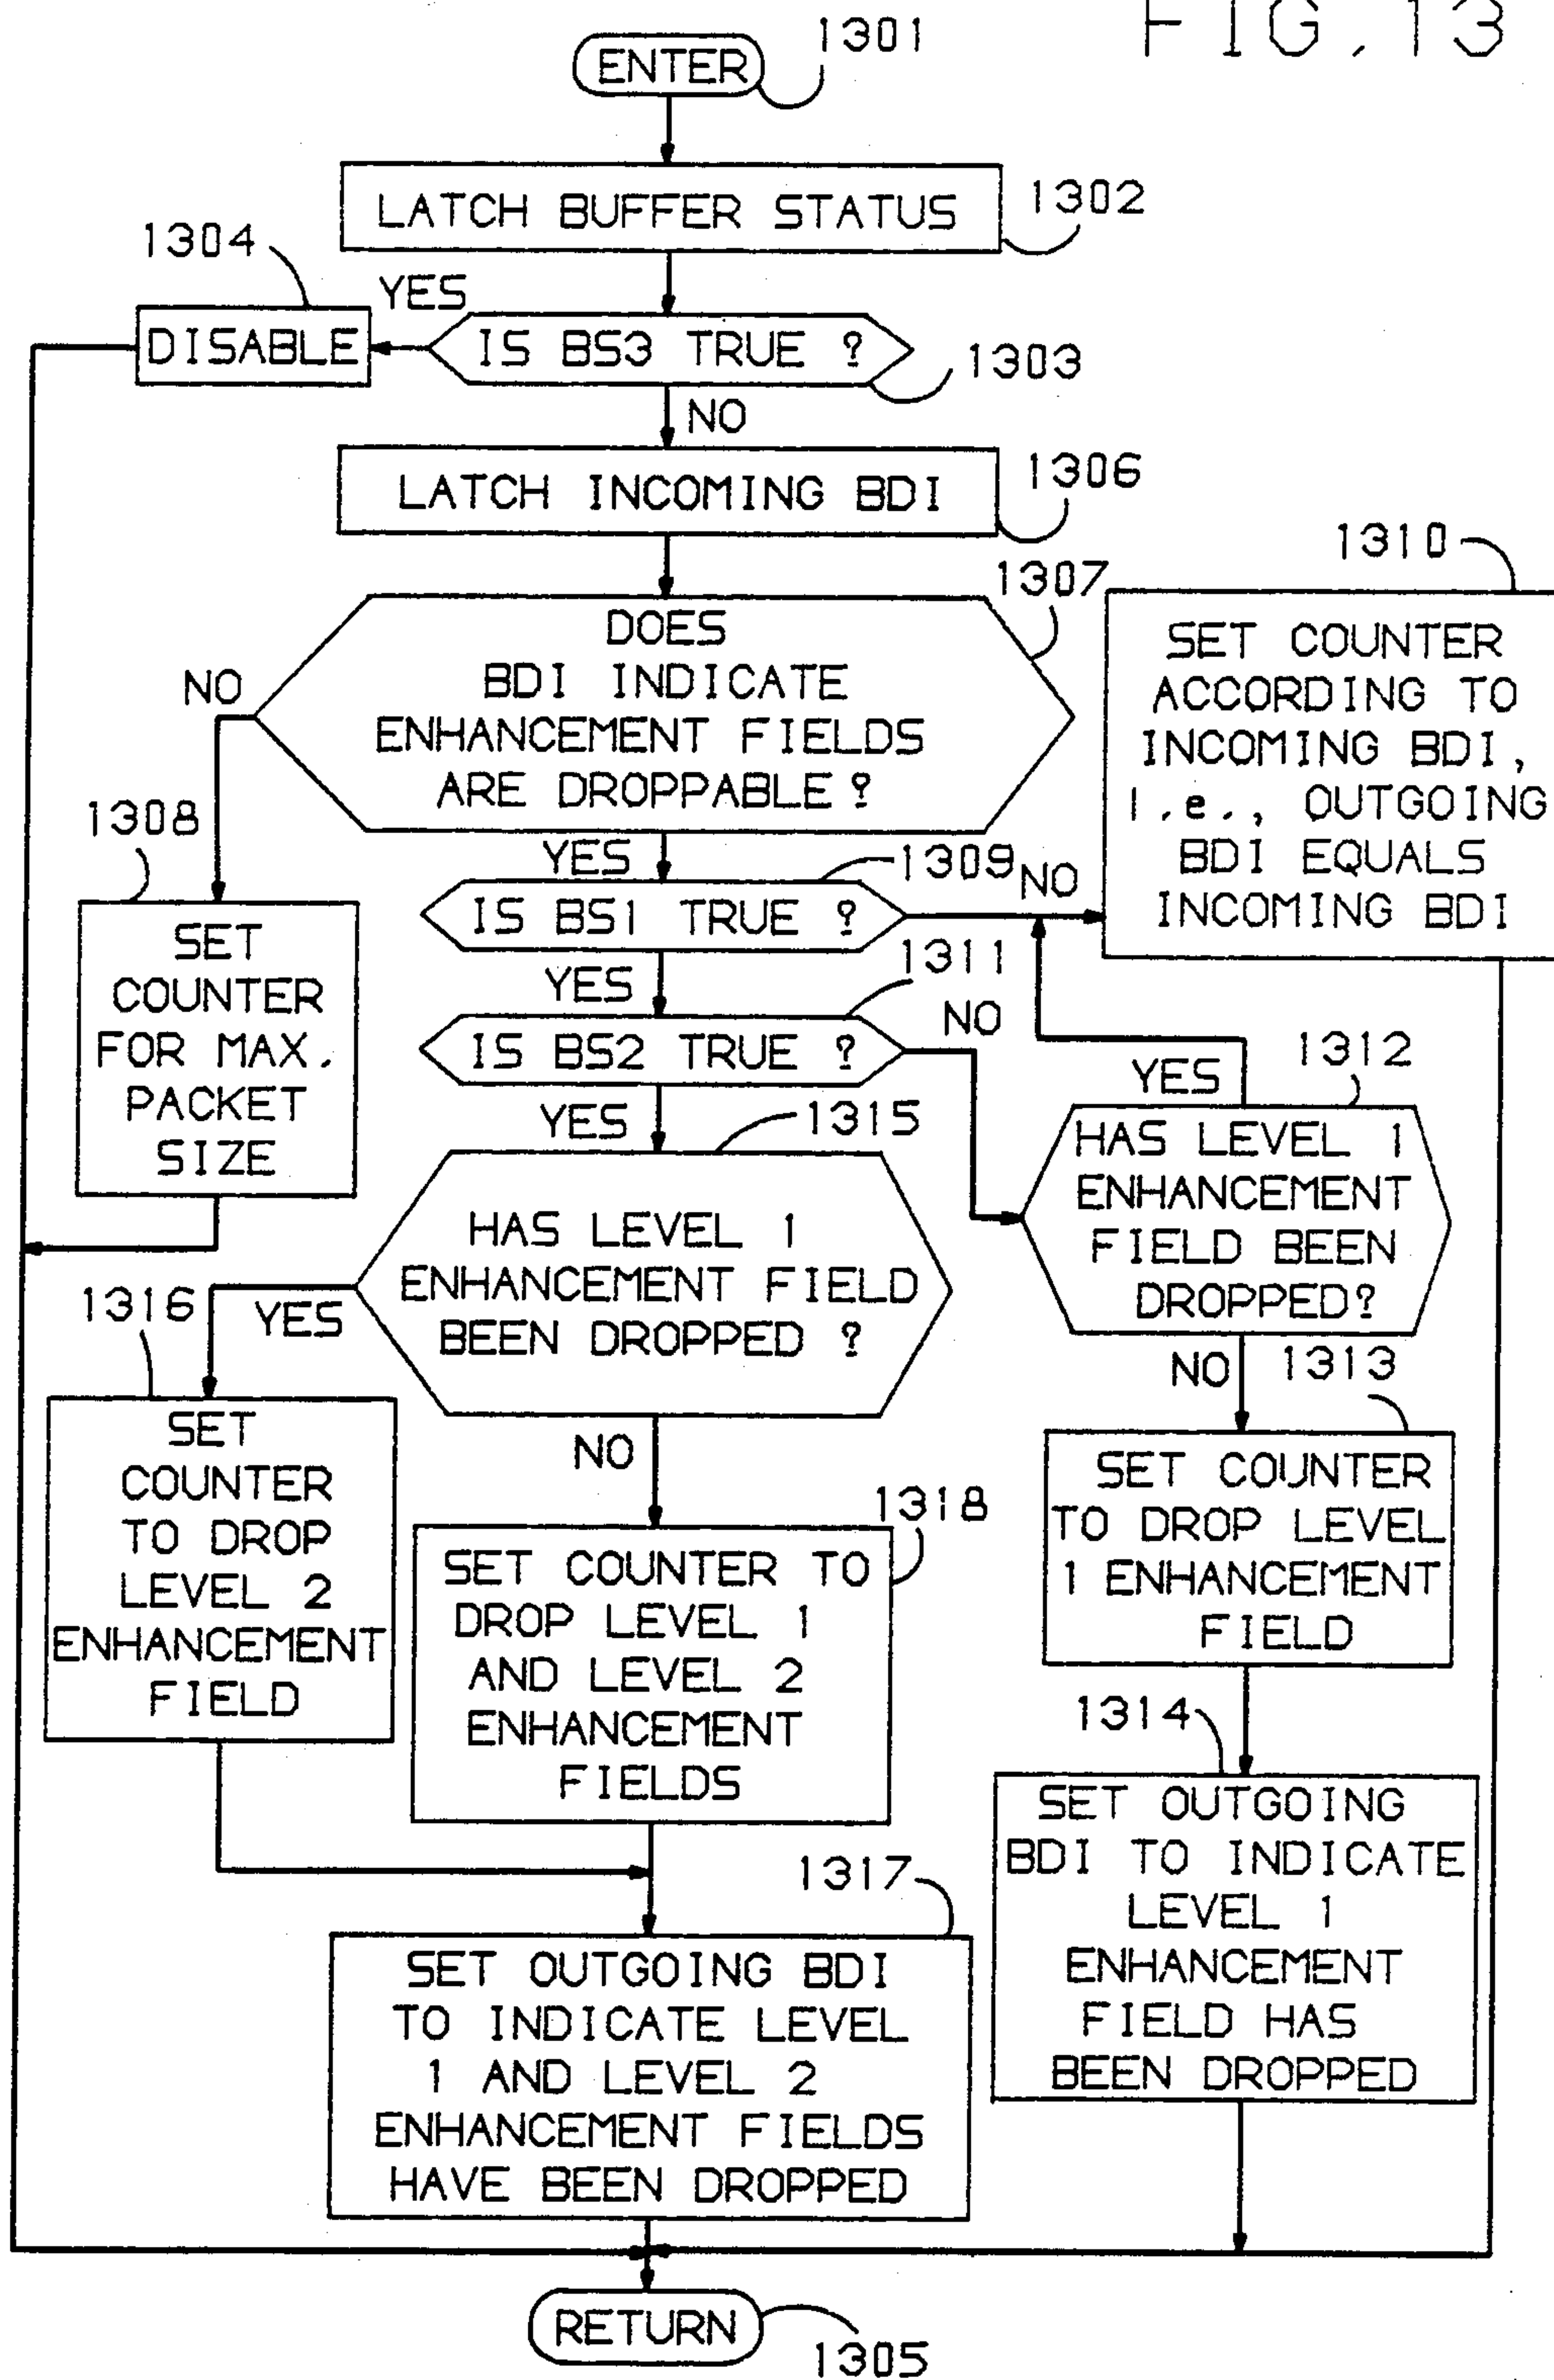 FIG.13
ENTER
1301
LATCH BUFFER STATUS
1302
1304
YES
DISABLE
IS BS3 TRUE ?
1303
NO
LATCH INCOMING BDI
1306
1307
1310
DOES
BDI INDICATE
ENHANCEMENT FIELDS
ARE DROPPABLE ?
NO
SET COUNTER
ACCORDING TO
INCOMING BDI,
I.e., OUTGOING
BDI EQUALS
INCOMING BDI
1308
YES
1309
NO
IS BS1 TRUE ?
SET
COUNTER
FOR MAX.
PACKET
SIZE
YES
1311
NO
IS BS2 TRUE ?
YES
1312
YES
1315
HAS LEVEL 1
ENHANCEMENT
FIELD BEEN
DROPPED?
HAS LEVEL 1
ENHANCEMENT FIELD
BEEN DROPPED ?
1316
YES
NO
1313
SET
COUNTER
TO DROP
LEVEL 2
ENHANCEMENT
FIELD
NO
1318
SET COUNTER TO
DROP LEVEL 1
AND LEVEL 2
ENHANCEMENT
FIELDS
SET COUNTER
TO DROP LEVEL
1 ENHANCEMENT
FIELD
1314
SET OUTGOING
BDI TO INDICATE
LEVEL 1
ENHANCEMENT
FIELD HAS
BEEN DROPPED
1317
SET OUTGOING BDI
TO INDICATE LEVEL
1 AND LEVEL 2
ENHANCEMENT FIELDS
HAVE BEEN DROPPED
RETURN
1305